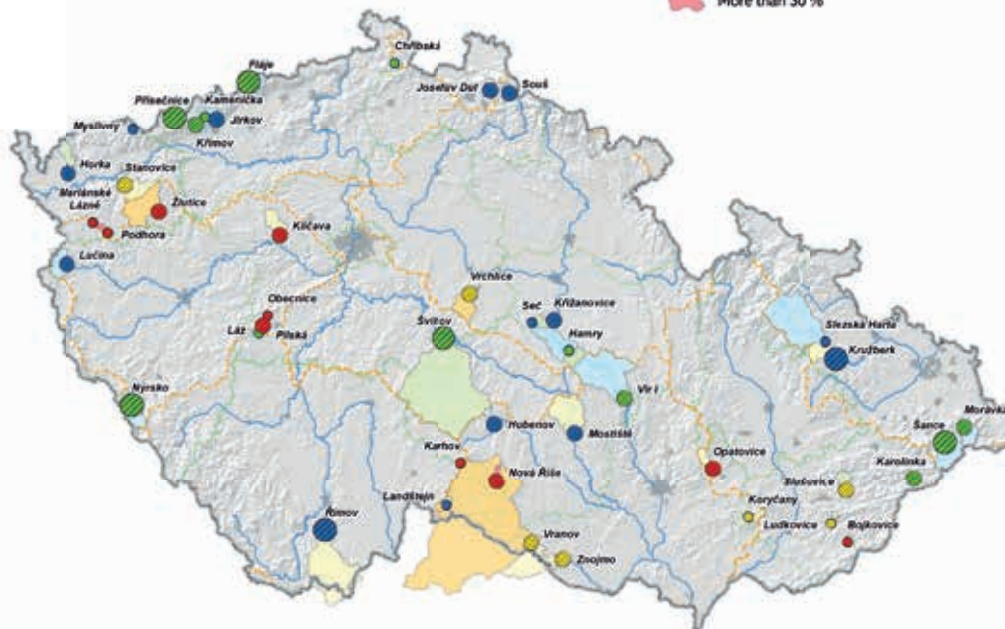 More than 30 %
Chřibská
Fláje
Josefův Důl
Souš
Přísečnice
Kamenička
Jirkov
Myslivny
Křimov
Horka
Stanovice
Mariánské
Lázně
Žlutice
Podhora
Klíčava
Lučina
Vrchlice
Obecnice
Seč
Křižanovice
Láz
Pilská
Švihov
Hamry
Slezská Harta
Kružberk
Nýrsko
Vír I
Morávka
Šance
Hubenov
Mostiště
Karhov
Opatovice
Karolinka
Nová Říše
Slušovice
Landštejn
Koryčany
Římov
Ludkovice
Bojkovice
Vranov
Znojmo